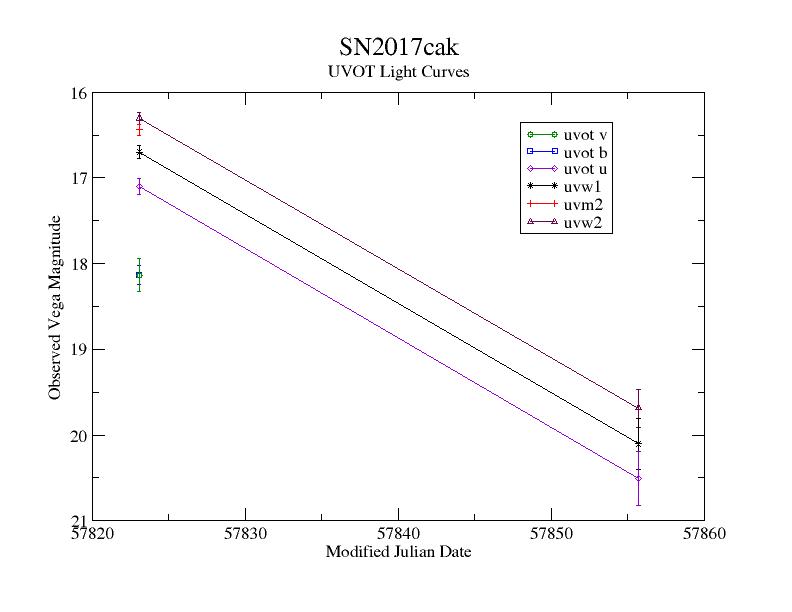 SN2017cak
UVOT Light Curves
16
17
18
19
20
21
Observed Vega Magnitude
uvot v
uvot b
uvot u
uvw1
uvm2
uvw2
57820 57830 57840 57850 57860
Modified Julian Date